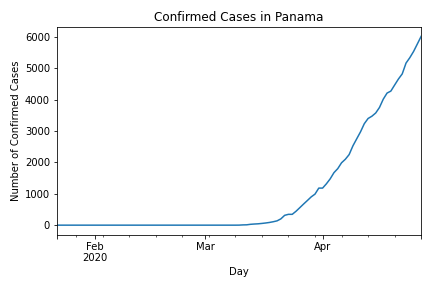 Confirmed Cases in Panama
Number of Confirmed Cases
6000
5000
4000
3000
2000
1000
0
Feb
2020
Mar
Apr
Day